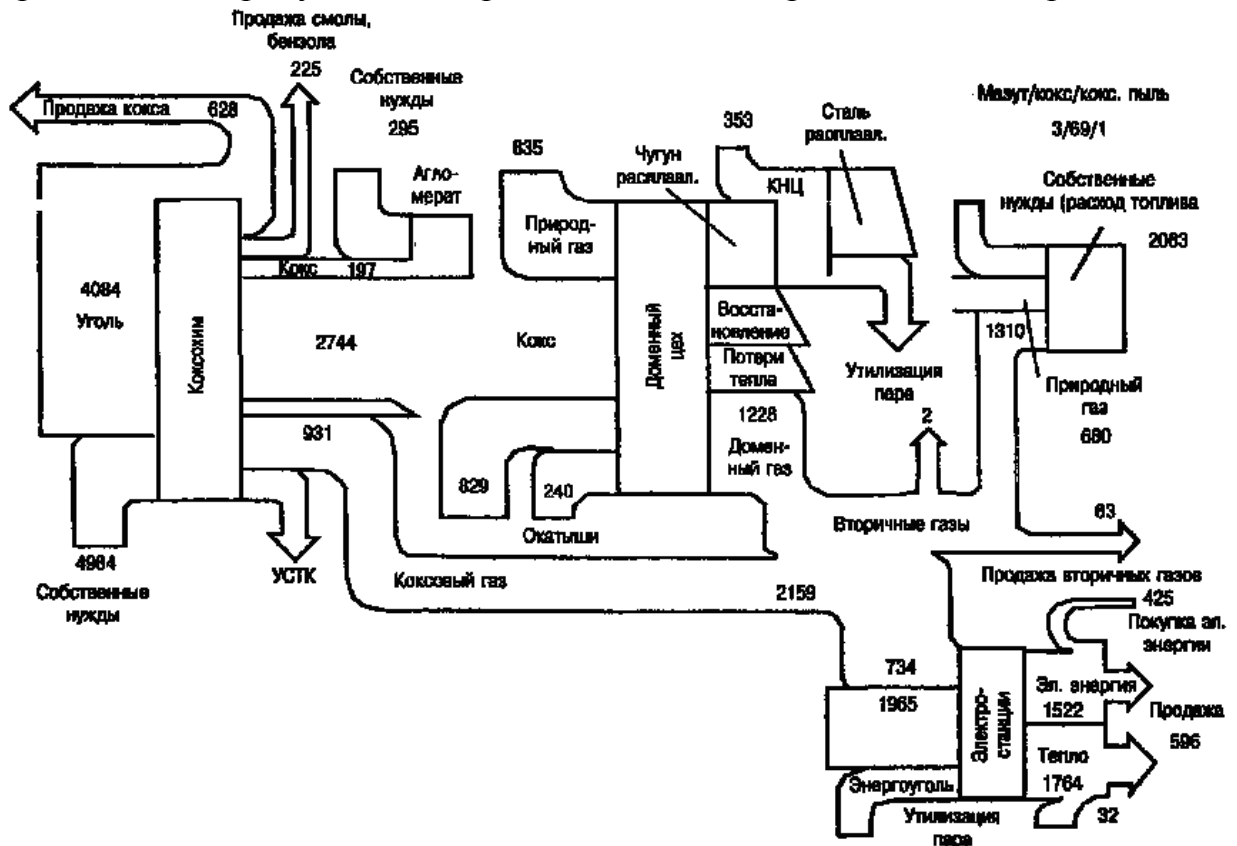 Продажа смолы,
бензола
225
Продажа кокса
628
Собственные
нужды
295
Агло-
мерат
Кокс
197
4084
Уголь
Коксохим
2744
931
4984
Собственные
нужды
УСТК
Коксовый газ
2159
635
Природ-
ный газ
Кокс
829
240
Окатыши
Доменный
цех
353
Чугун
расплавл.
КНЦ
Сталь
расплавл.
Восста-
новление
Потери
тепла
1228
Домен-
ный газ
Утилизация
пара
2
Вторичные газы
Мазут/кокс/кокс. пыль
3/69/1
Собственные
нужды (расход топлива
2063
1310
Природный
газ
680
63
Продажа вторичных газов
425
Покупка эл.
энергии
734
1965
Электро-
станции
Эл. энергия
1522
Продажа
596
Тепло
1764
32
Энергоуголь
Утилизация
пара